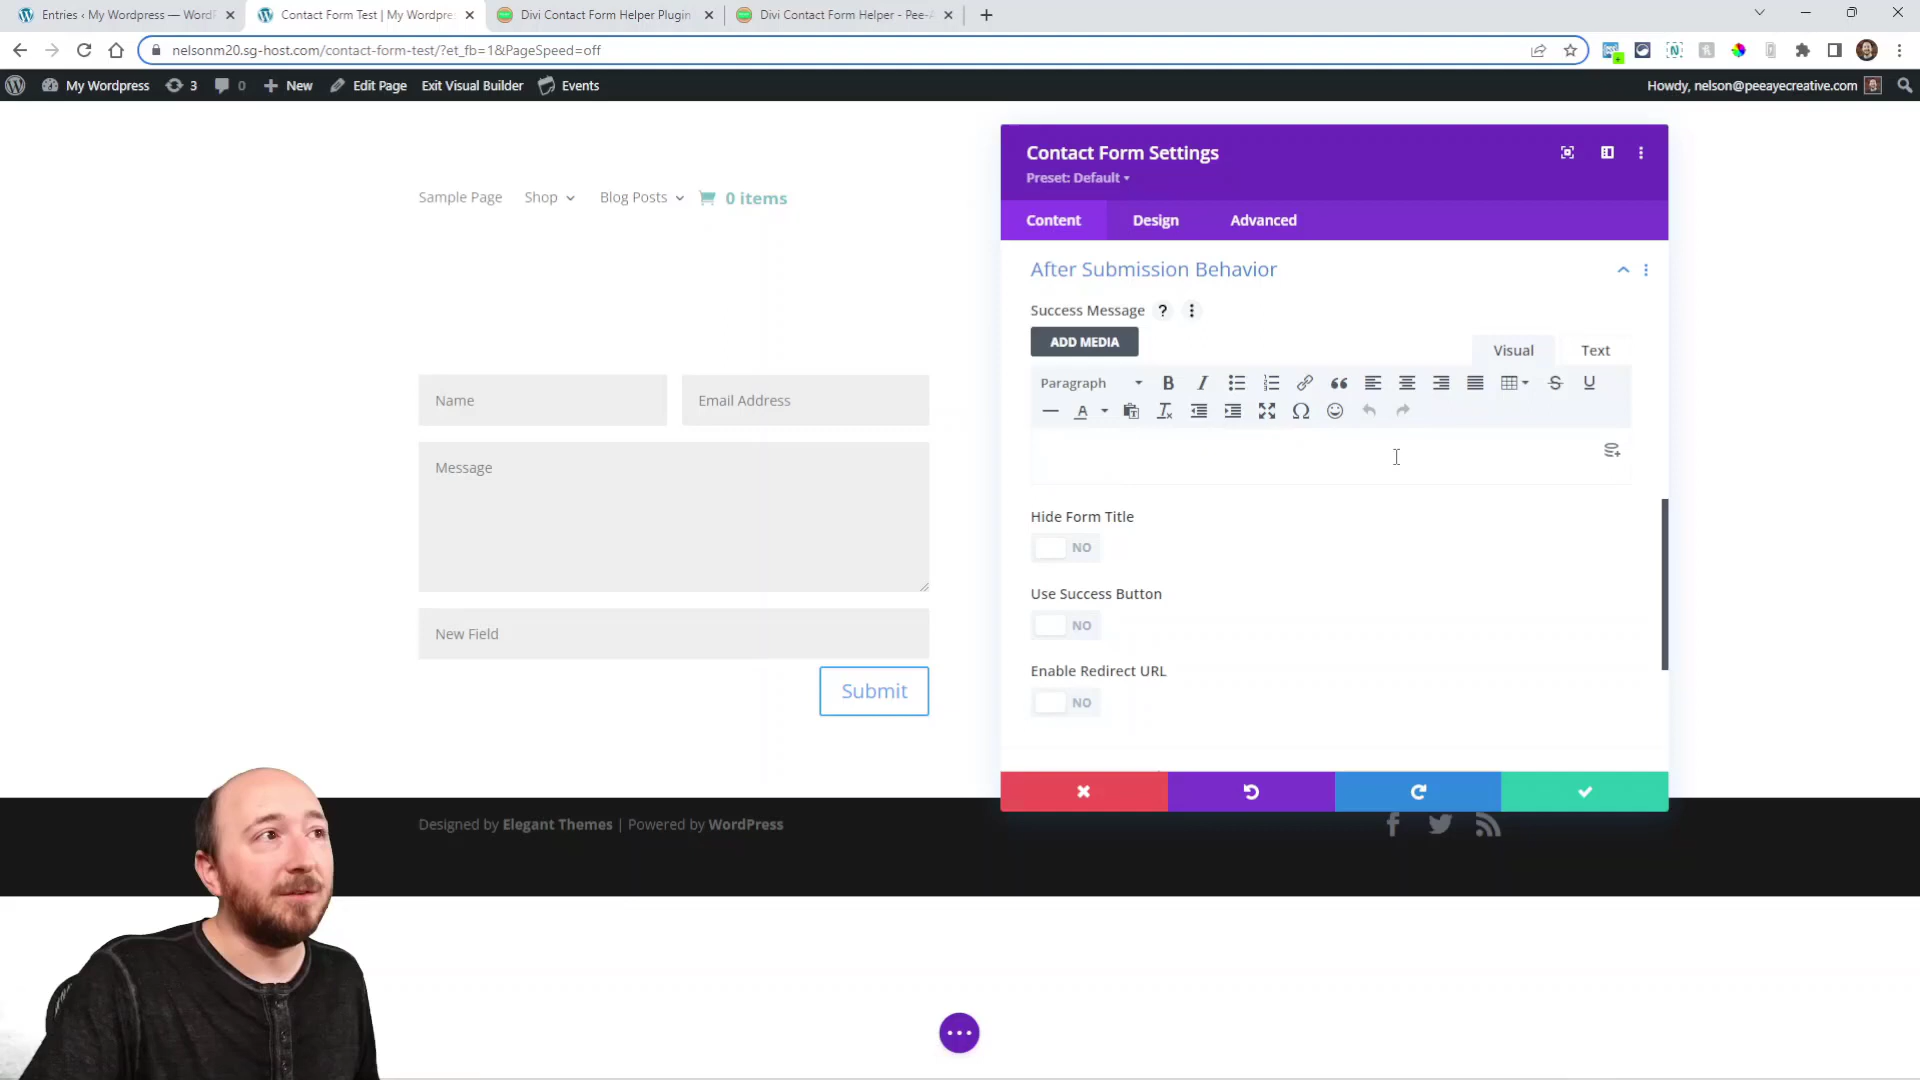 Entries ‹ My Wordpress — WordF
Contact Form Test | My Wordpre
Divi Contact Form Helper Plugin
Divi Contact Form Helper - Pee-A
nelsonm20.sg-host.com/contact-form-test/?et_fb=1&PageSpeed=off
My Wordpress 3 0 New Edit Page Exit Visual Builder Events Howdy, nelson@peeayecreative.com
Sample Page Shop Blog Posts 0 items
Name Email Address
Message
New Field
Submit
Contact Form Settings
Preset: Default
Content Design Advanced
After Submission Behavior
Success Message ?
ADD MEDIA
Visual Text
Paragraph
Hide Form Title
NO
Use Success Button
NO
Enable Redirect URL
NO
Designed by Elegant Themes | Powered by WordPress